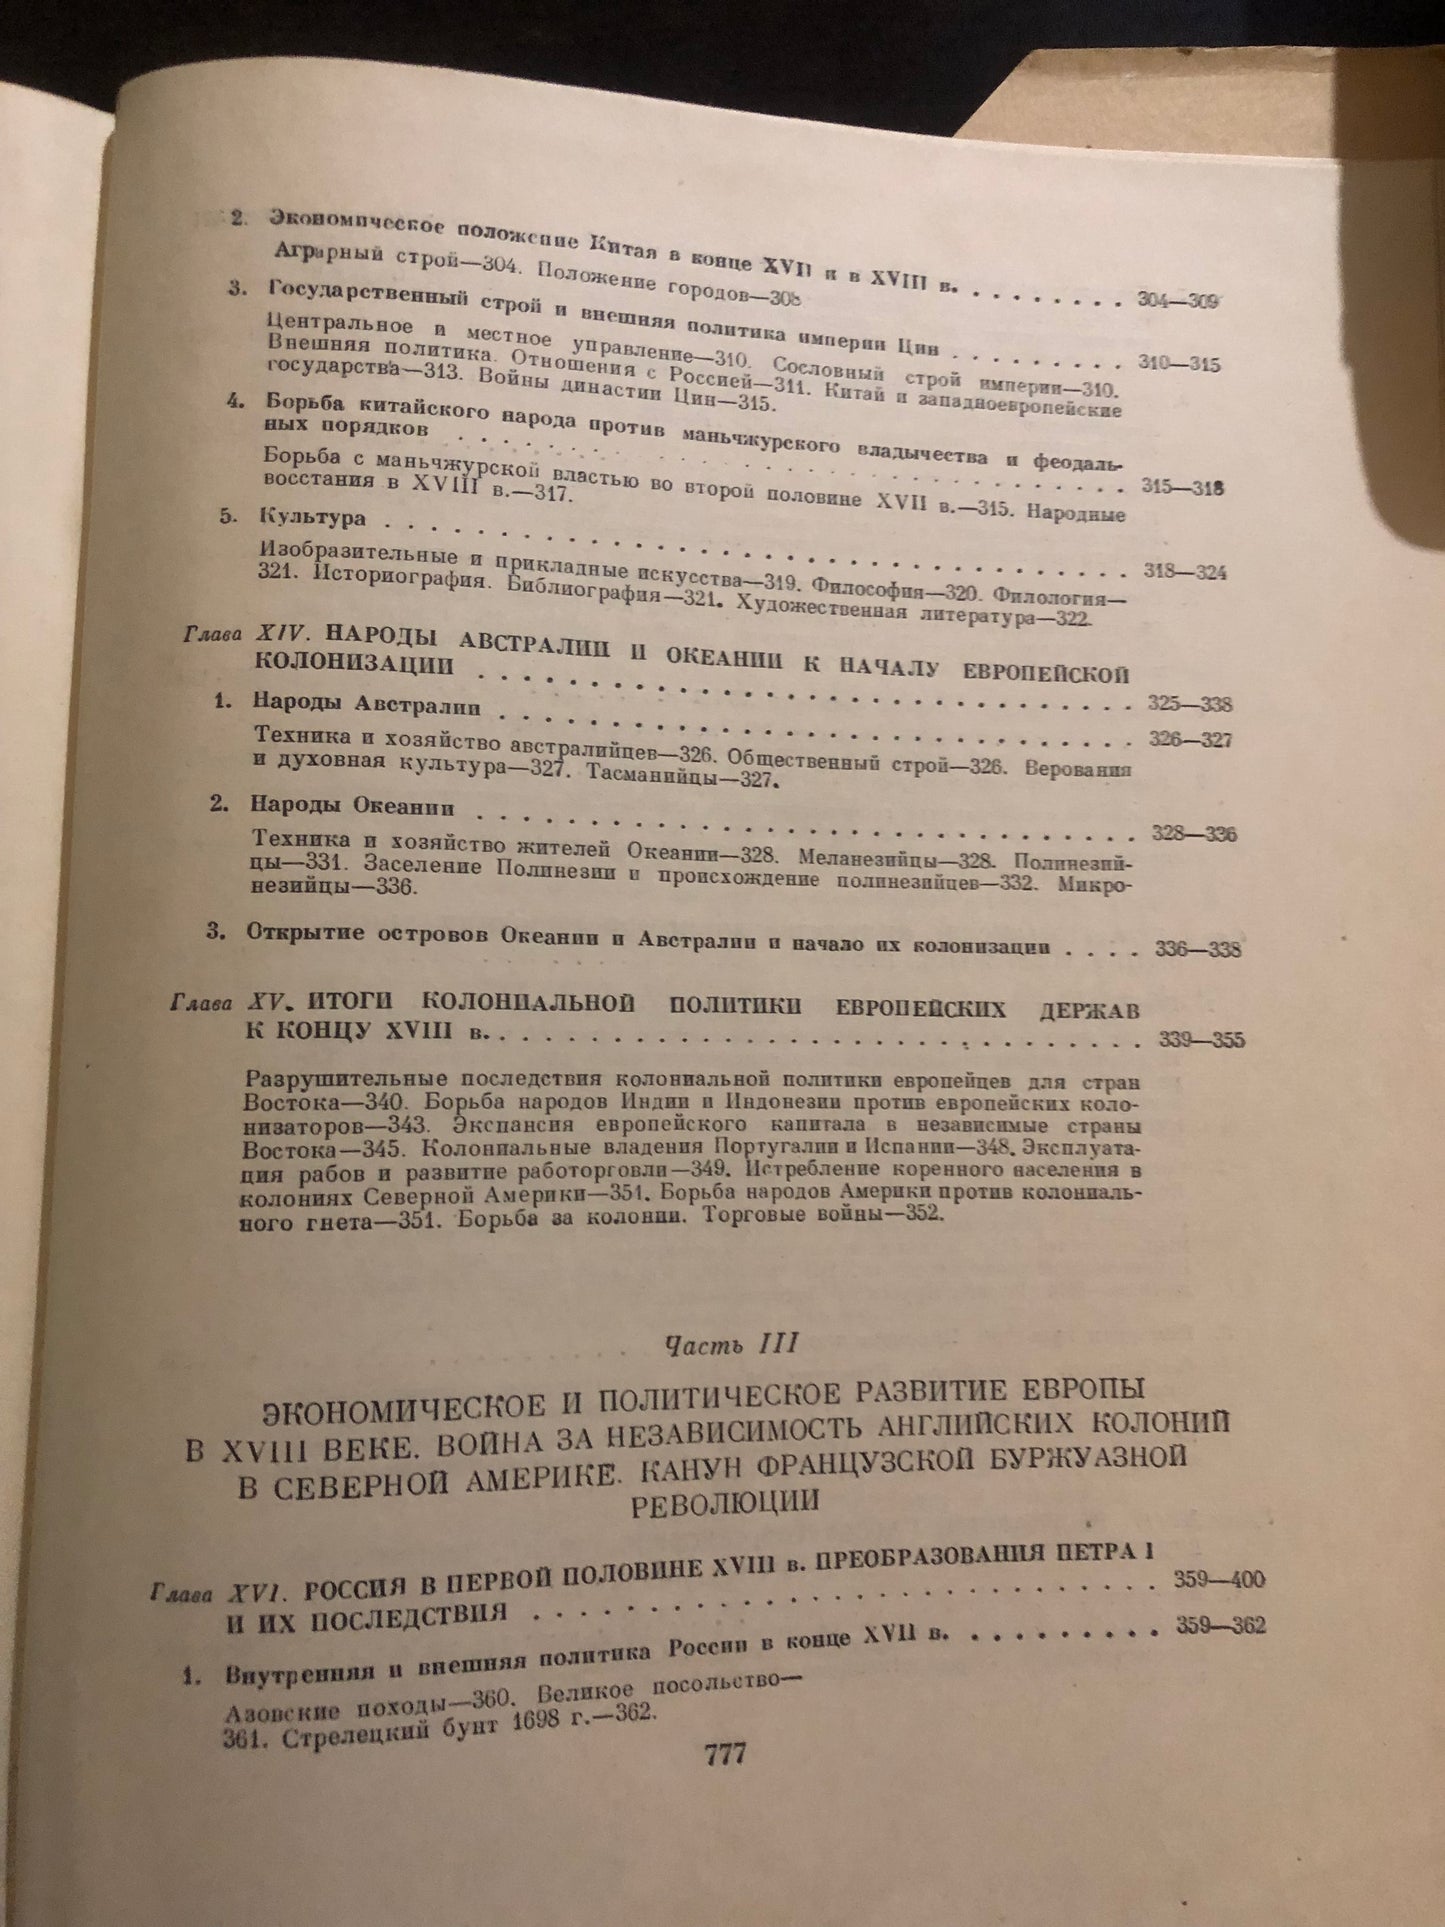 2. Экономическое положение Китая в конце XVII и в XVIII в. . . . . . . . . 304—309
Аграрный строй—304. Положение городов—308
3. Государственный строй и внешняя политика империи Цин . . . . . . . . 310—315
Центральное и местное управление—310. Сословный строй империи—310.
Внешняя политика. Отношения с Россией—311. Китай и западноевропейские
государства—313. Войны династии Цин—315.
4. Борьба китайского народа против маньчжурского владычества и феодаль-
ных порядков . . . . . . . . . . . . . . . . . . . . 315—318
Борьба с маньчжурской властью во второй половине XVII в.—315. Народные
восстания в XVIII в.—317.
5. Культура . . . . . . . . . . . . . . . . . . . . . . 318—324
Изобразительные и прикладные искусства—319. Философия—320. Филология—
321. Историография. Библиография—321. Художественная литература—322.
Глава XIV. НАРОДЫ АВСТРАЛИИ И ОКЕАНИИ К НАЧАЛУ ЕВРОПЕЙСКОЙ
КОЛОНИЗАЦИИ . . . . . . . . . . . . . . . . . . . . 325—338
1. Народы Австралии . . . . . . . . . . . . . . . . . . . 326—327
Техника и хозяйство австралийцев—326. Общественный строй—326. Верования
и духовная культура—327. Тасманийцы—327.
2. Народы Океании . . . . . . . . . . . . . . . . . . . . 328—336
Техника и хозяйство жителей Океании—328. Меланезийцы—328. Полинезий-
цы—331. Заселение Полинезии и происхождение полинезийцев—332. Микро-
незийцы—336.
3. Открытие островов Океании и Австралии и начало их колонизации . . . . 336—338
Глава XV. ИТОГИ КОЛОНИАЛЬНОЙ ПОЛИТИКИ ЕВРОПЕЙСКИХ ДЕРЖАВ
К КОНЦУ XVIII в. . . . . . . . . . . . . . . . . . . . . . . 339—355
Разрушительные последствия колониальной политики европейцев для стран
Востока—340. Борьба народов Индии и Индонезии против европейских коло-
низаторов—343. Экспансия европейского капитала в независимые страны
Востока—345. Колониальные владения Португалии и Испании—348. Эксплуата-
ция рабов и развитие работорговли—349. Истребление коренного населения в
колониях Северной Америки—351. Борьба народов Америки против колониаль-
ного гнета—351. Борьба за колонии. Торговые войны—352.
Часть III
ЭКОНОМИЧЕСКОЕ И ПОЛИТИЧЕСКОЕ РАЗВИТИЕ ЕВРОПЫ
В XVIII ВЕКЕ. ВОЙНА ЗА НЕЗАВИСИМОСТЬ АНГЛИЙСКИХ КОЛОНИЙ
В СЕВЕРНОЙ АМЕРИКЕ. КАНУН ФРАНЦУЗСКОЙ БУРЖУАЗНОЙ
РЕВОЛЮЦИИ
Глава XVI. РОССИЯ В ПЕРВОЙ ПОЛОВИНЕ XVIII в. ПРЕОБРАЗОВАНИЯ ПЕТРА I
И ИХ ПОСЛЕДСТВИЯ . . . . . . . . . . . . . . . . . . 359—400
1. Внутренняя и внешняя политика России в конце XVII в. . . . . . . . . . 359—362
Азовские походы—360. Великое посольство—
361. Стрелецкий бунт 1698 г.—362.
777